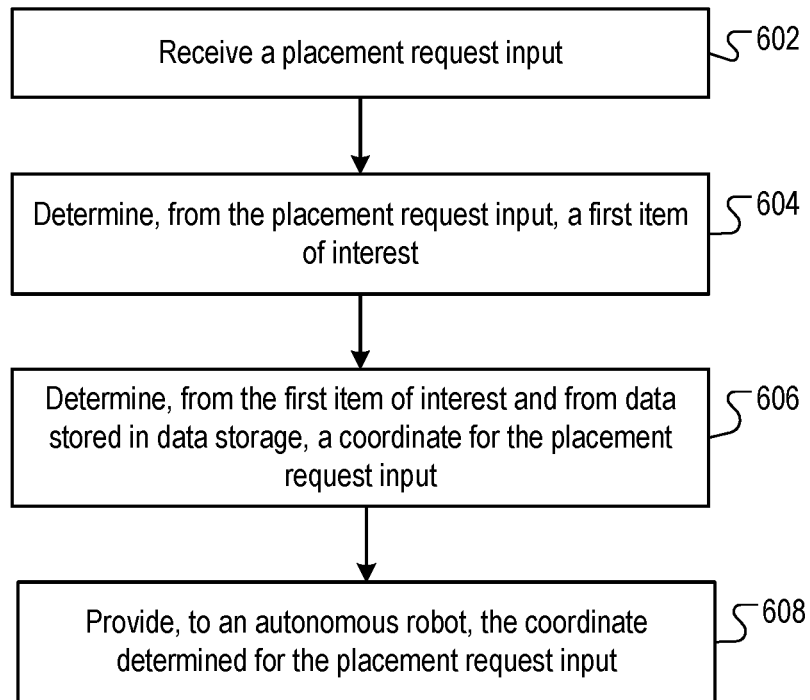 Receive a placement request input
602
Determine, from the placement request input, a first item
of interest
604
Determine, from the first item of interest and from data
stored in data storage, a coordinate for the placement
request input
606
Provide, to an autonomous robot, the coordinate
determined for the placement request input
608